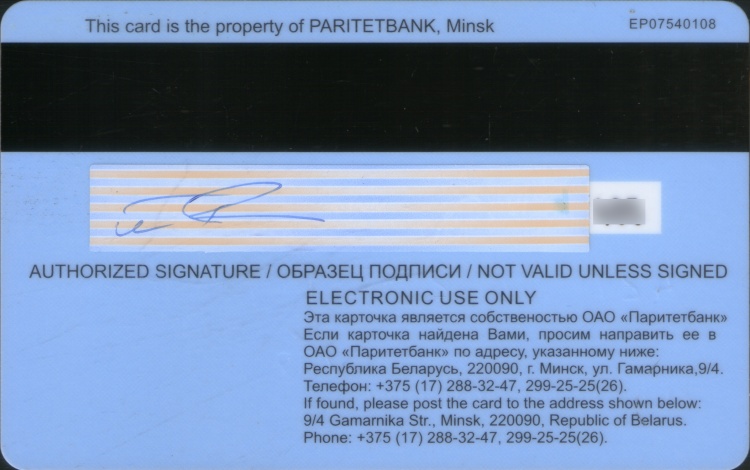 This card is the property of PARITETBANK, Minsk
EP07540108
AUTHORIZED SIGNATURE / ОБРАЗЕЦ ПОДПИСИ / NOT VALID UNLESS SIGNED
ELECTRONIC USE ONLY
Эта карточка является собственостью ОАО «Паритетбанк»
Если карточка найдена Вами, просим направить ее в
ОАО «Паритетбанк» по адресу, указанному ниже:
Республика Беларусь, 220090, г. Минск, ул. Гамарника,9/4.
Телефон: +375 (17) 288-32-47, 299-25-25(26).
If found, please post the card to the address shown below:
9/4 Gamarnika Str., Minsk, 220090, Republic of Belarus.
Phone: +375 (17) 288-32-47, 299-25-25(26).